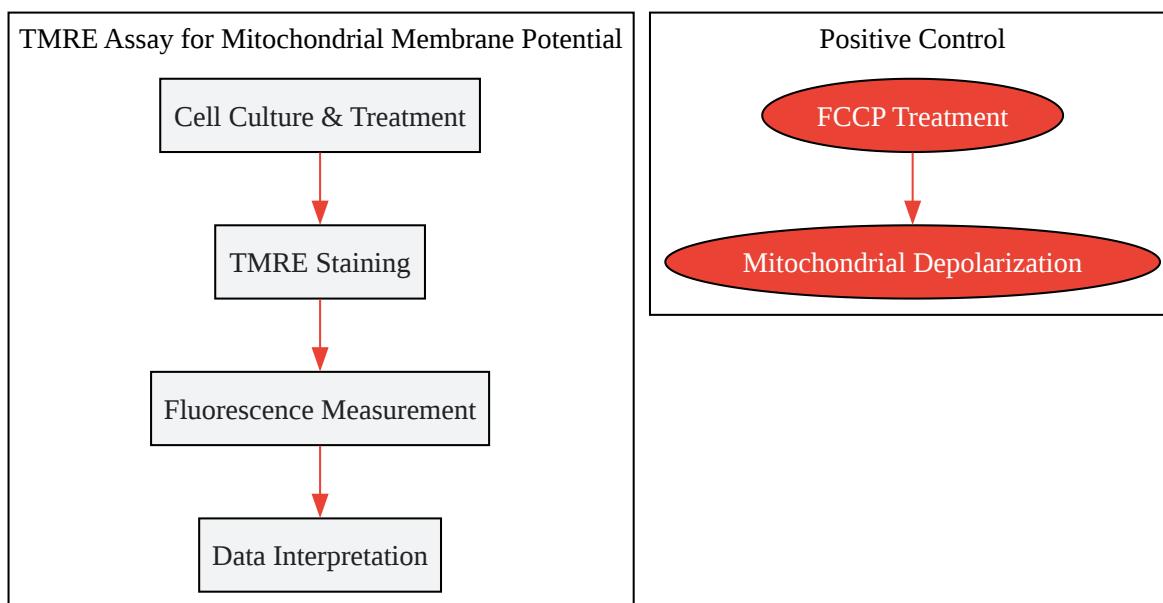 TMRE Assay for Mitochondrial Membrane Potential
Cell Culture & Treatment
TMRE Staining
Fluorescence Measurement
Data Interpretation
Positive Control
FCCP Treatment
Mitochondrial Depolarization